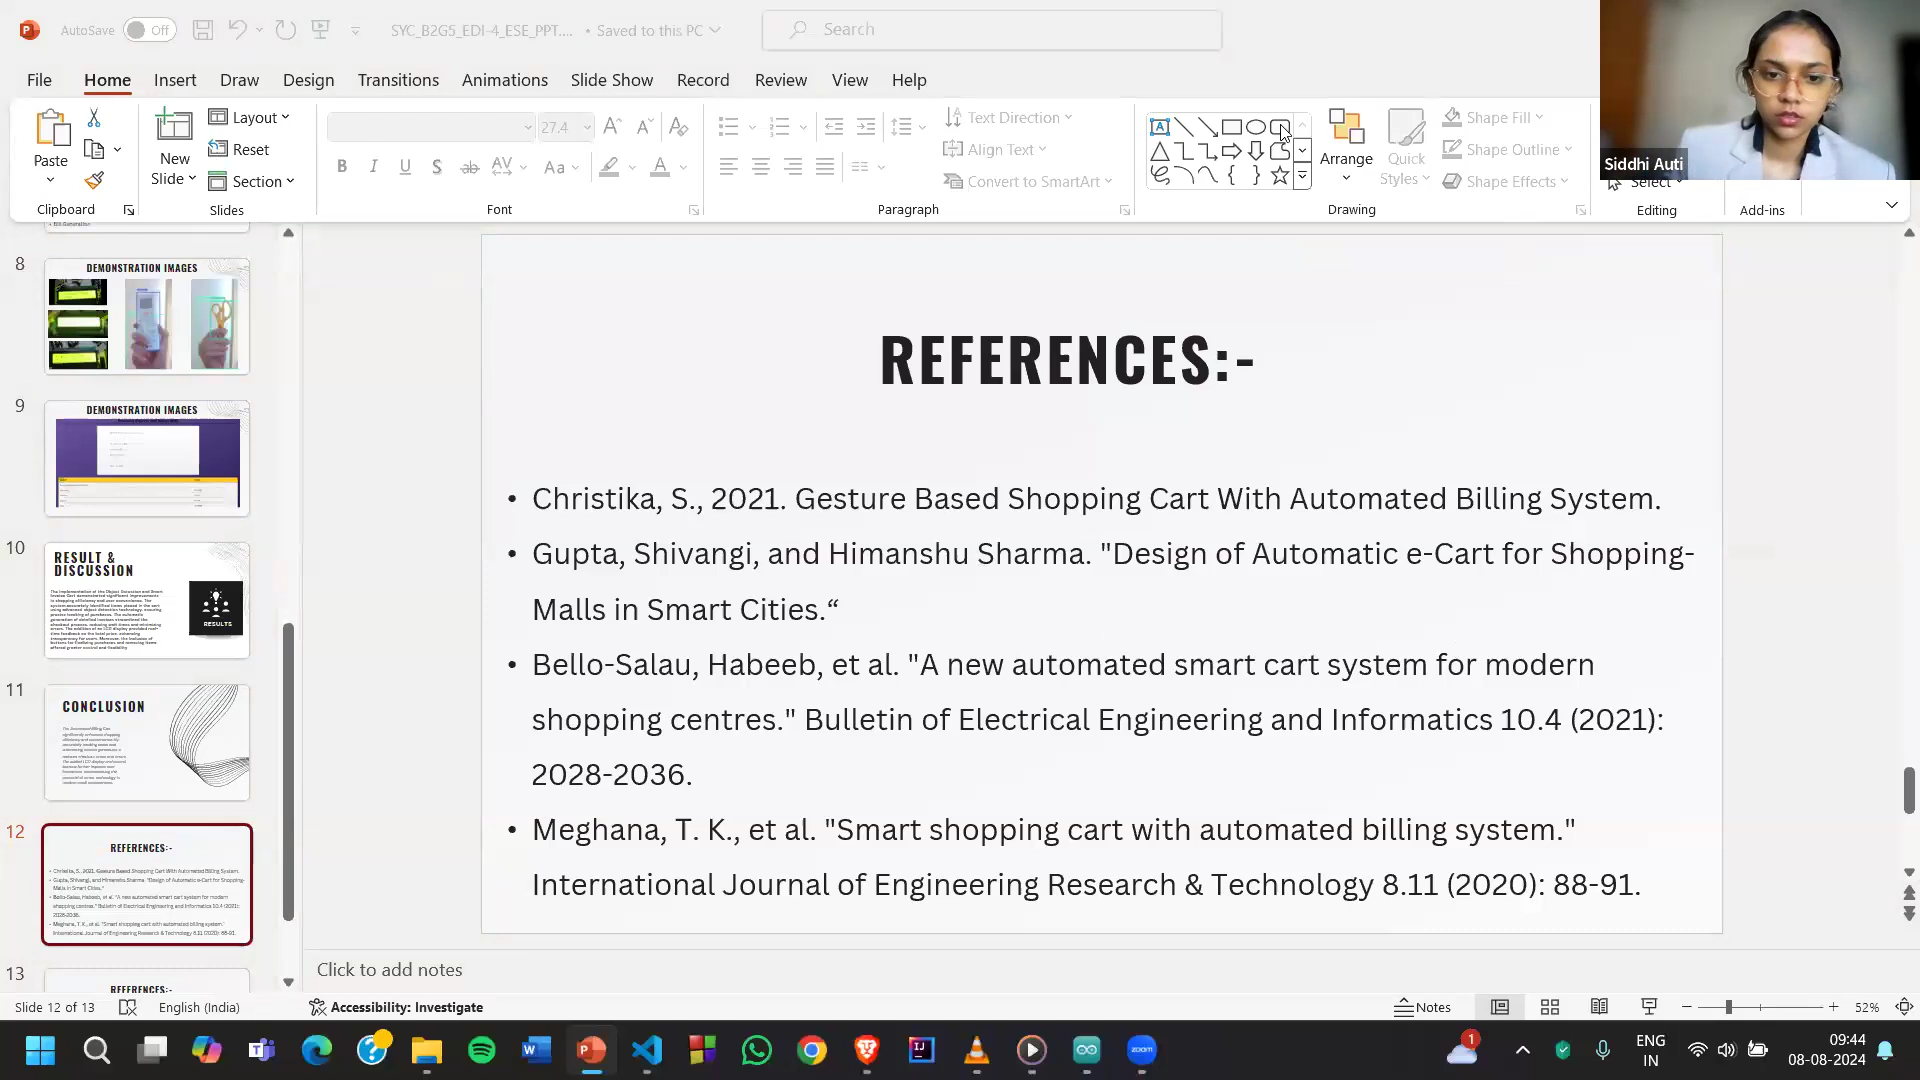 AutoSave Off SYC_B2G5_EDI-4_ESE_PPT.... • Saved to this PC Search
File Home Insert Draw Design Transitions Animations Slide Show Record Review View Help
Paste New Slide Layout Reset Section
27.4
Text Direction Align Text Convert to SmartArt
Arrange Quick Styles Shape Fill Shape Outline Shape Effects
Select
Siddhi Auti
Clipboard Slides Font Paragraph Drawing Editing Add-ins
8
DEMONSTRATION IMAGES
9
DEMONSTRATION IMAGES
10
RESULT &
DISCUSSION
RESULTS
11
CONCLUSION
12
REFERENCES:-
13
REFERENCES:-
REFERENCES:-
• Christika, S., 2021. Gesture Based Shopping Cart With Automated Billing System.
• Gupta, Shivangi, and Himanshu Sharma. "Design of Automatic e-Cart for Shopping-
Malls in Smart Cities.“
• Bello-Salau, Habeeb, et al. "A new automated smart cart system for modern
shopping centres." Bulletin of Electrical Engineering and Informatics 10.4 (2021):
2028-2036.
• Meghana, T. K., et al. "Smart shopping cart with automated billing system."
International Journal of Engineering Research & Technology 8.11 (2020): 88-91.
Click to add notes
Slide 12 of 13 English (India) Accessibility: Investigate Notes 52%
1 ENG
IN
09:44
08-08-2024
zoom